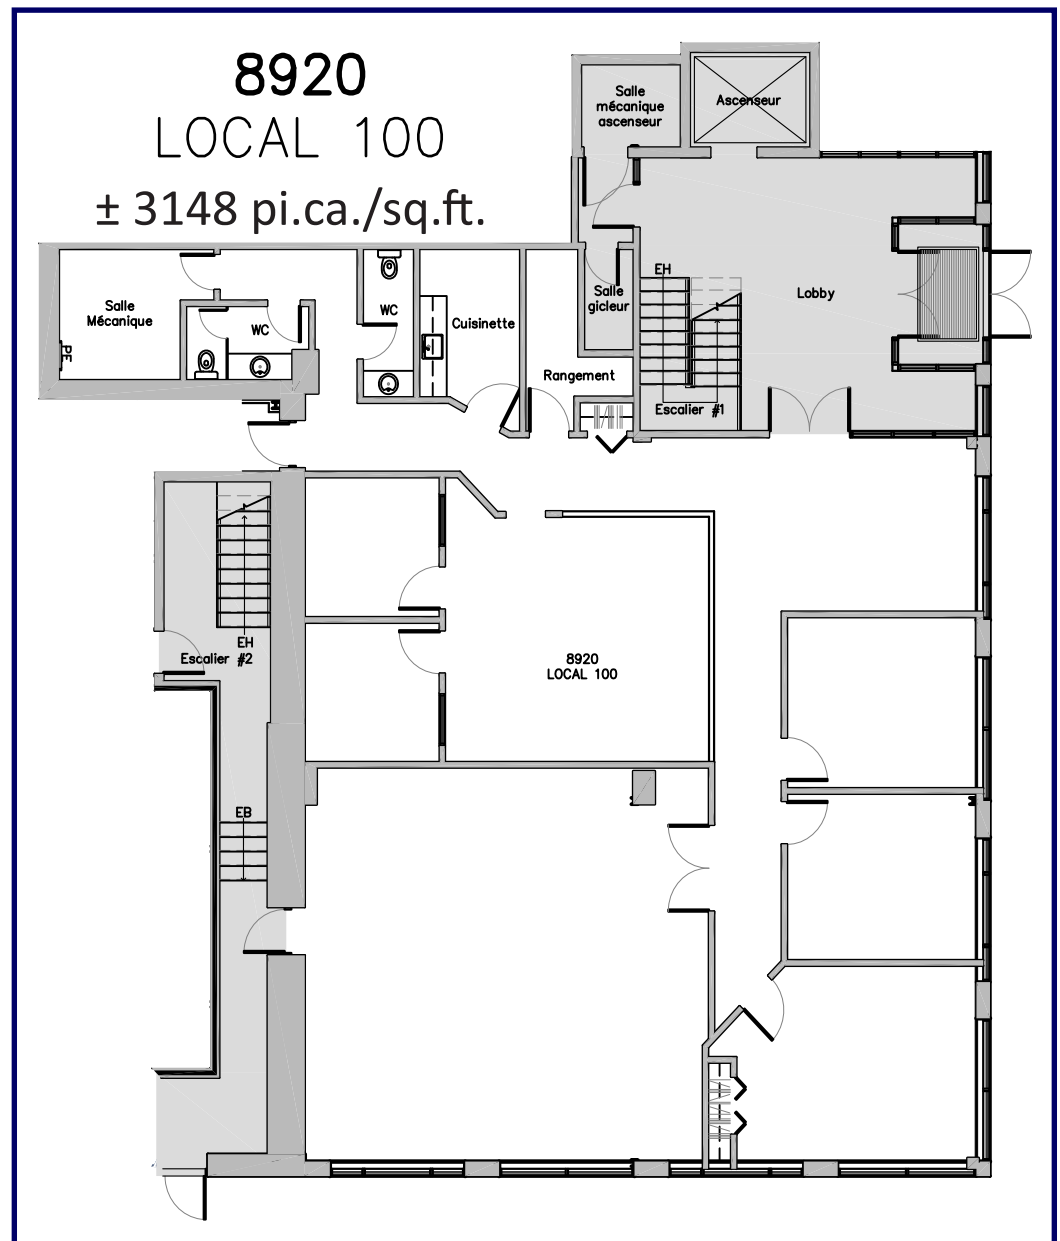 8920
LOCAL 100
± 3148 pi.ca./sq.ft.
Salle
mécanique
ascenseur
Ascenseur
Salle
Mécanique
PE
WC
WC
Cuisinette
Salle
gicleur
EH
Lobby
Rangement
Escalier #1
EH
Escalier #2
8920
LOCAL 100
EB